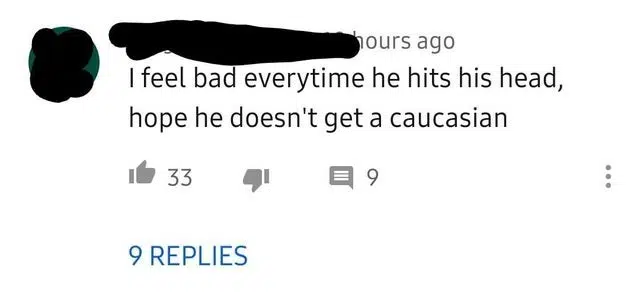 hours ago
I feel bad everytime he hits his head,
hope he doesn't get a caucasian
33
9
9 REPLIES